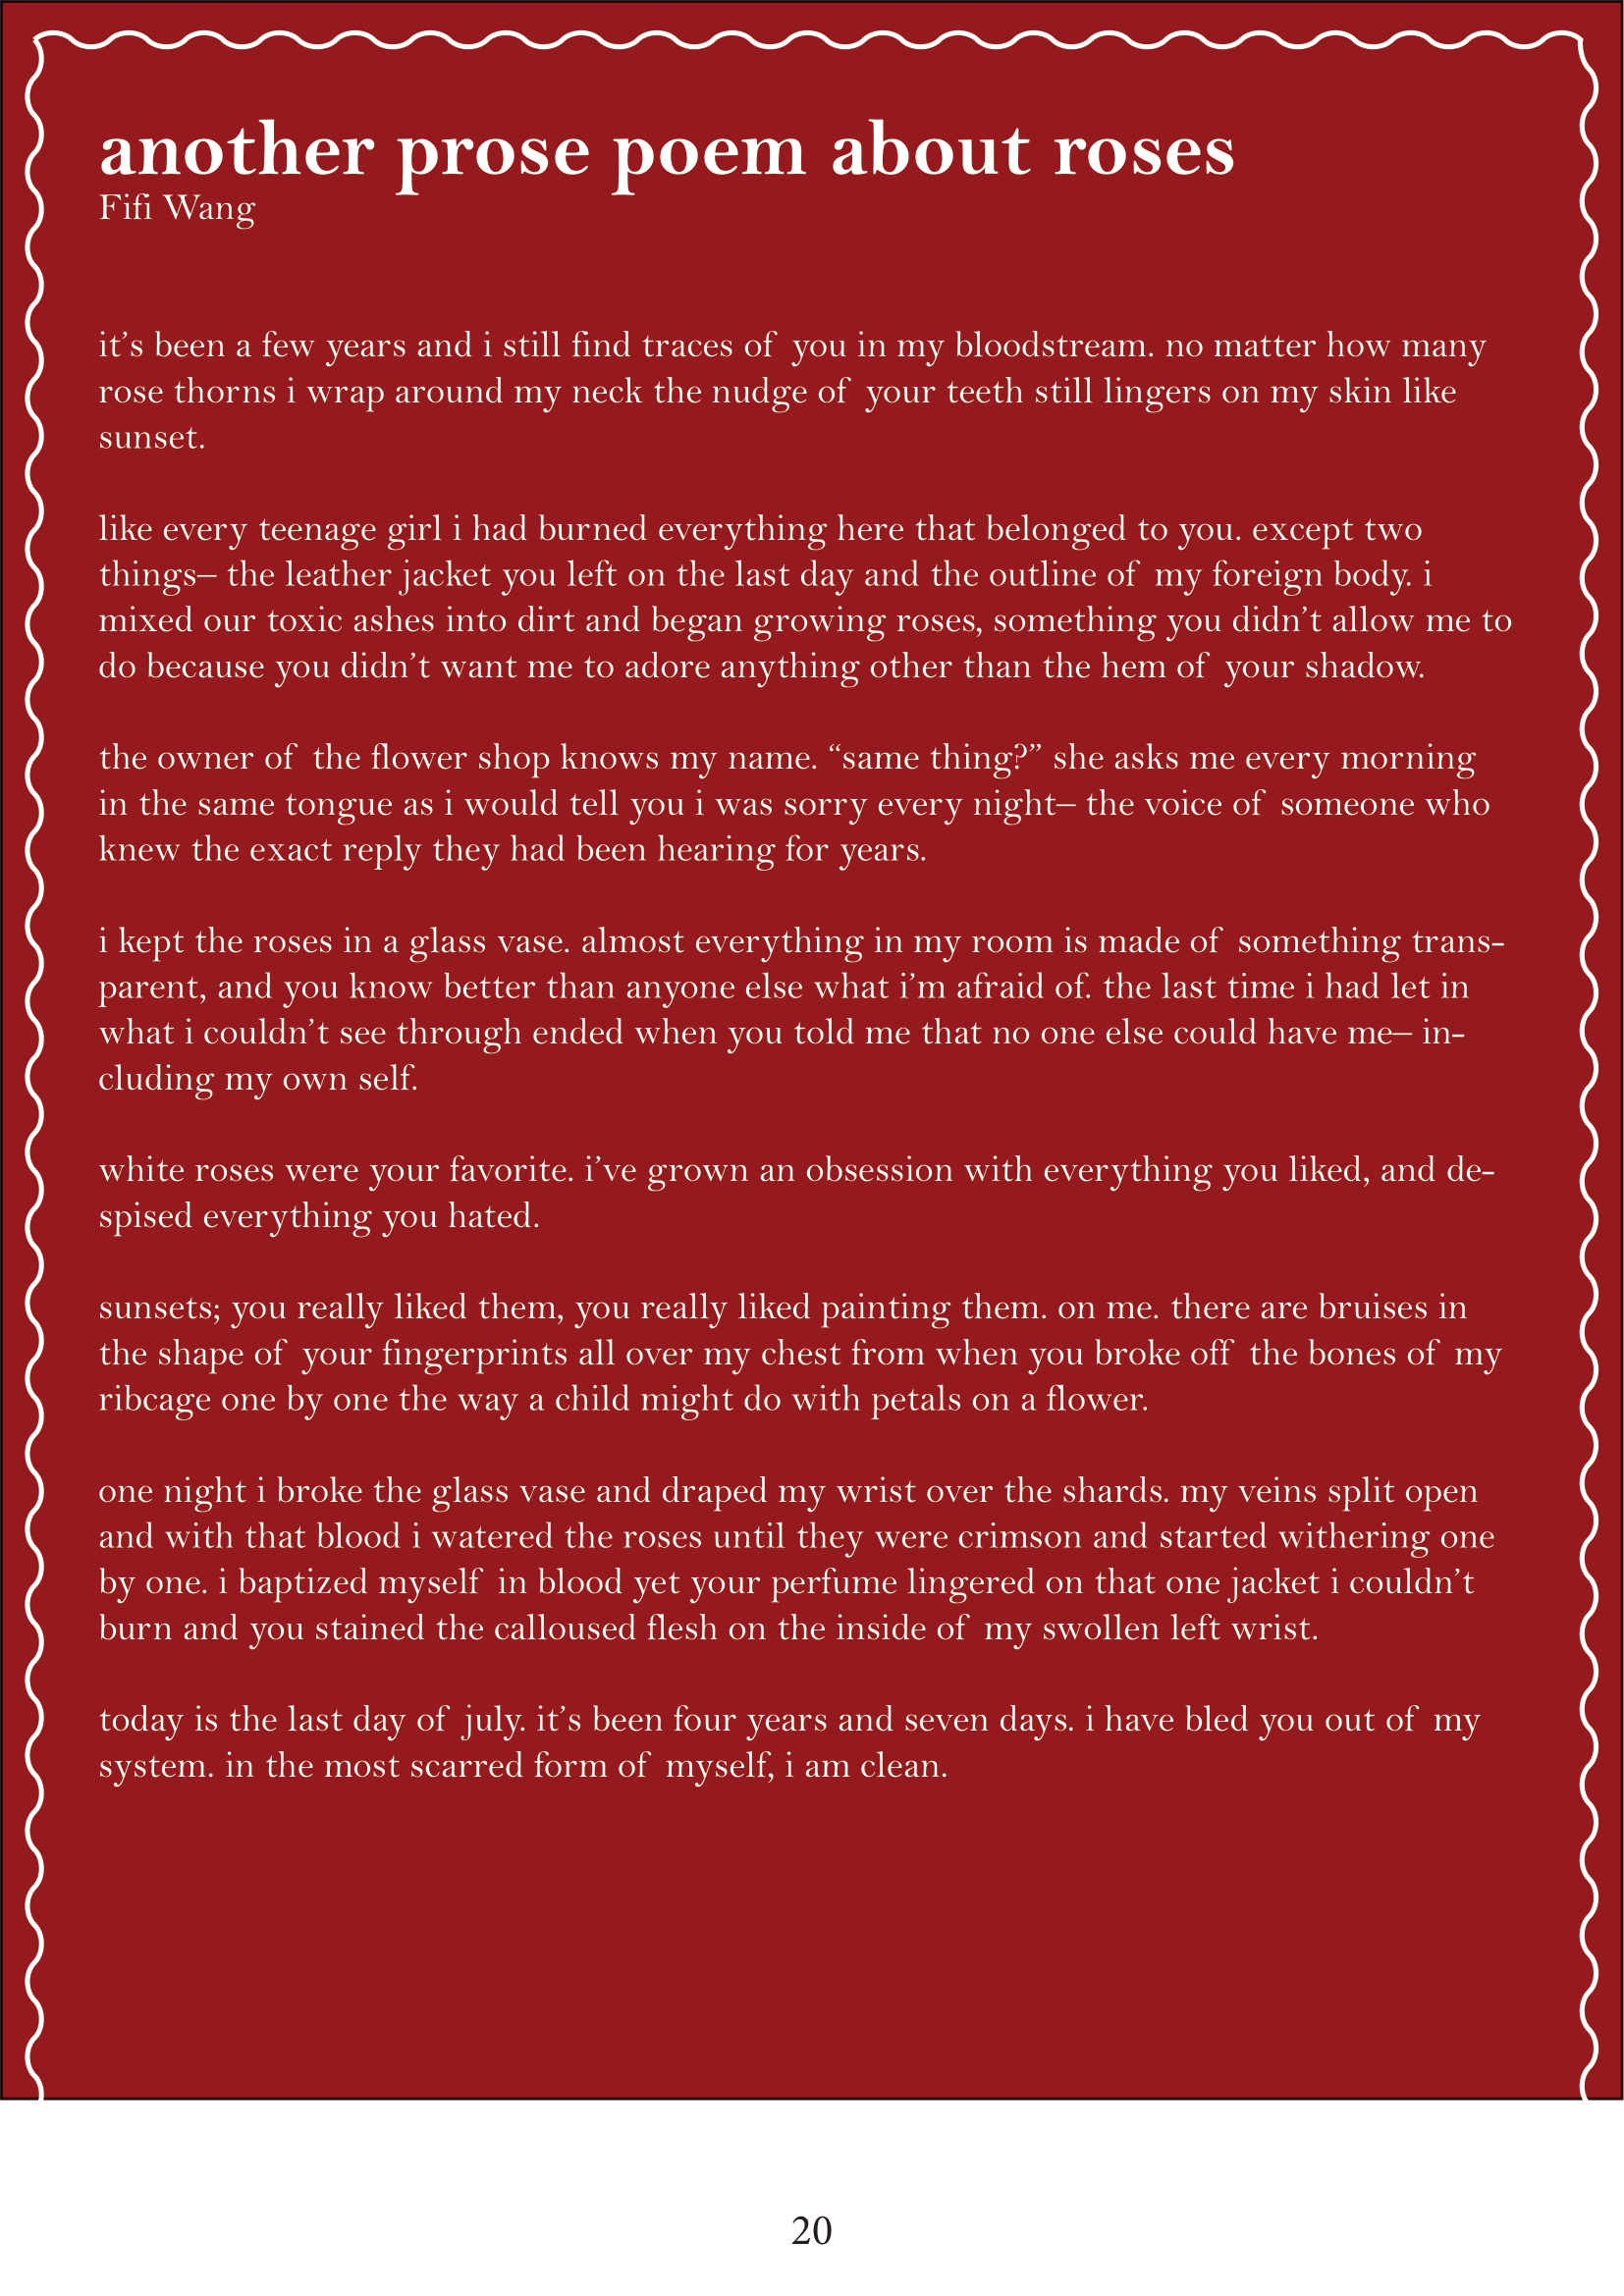 another prose poem about roses
Fifi Wang
it's been a few years and i still find traces of you in my bloodstream. no matter how many
rose thorns i wrap around my neck the nudge of your teeth still lingers on my skin like
sunset.
like every teenage girl i had burned everything here that belonged to you. except two
things– the leather jacket you left on the last day and the outline of my foreign body. i
mixed our toxic ashes into dirt and began growing roses, something you didn't allow me to
do because you didn't want me to adore anything other than the hem of your shadow.
the owner of the flower shop knows my name. “same thing?” she asks me every morning
in the same tongue as i would tell you i was sorry every night– the voice of someone who
knew the exact reply they had been hearing for years.
i kept the roses in a glass vase. almost everything in my room is made of something trans-
parent, and you know better than anyone else what i'm afraid of. the last time i had let in
what i couldn't see through ended when you told me that no one else could have me– in-
cluding my own self.
white roses were your favorite. i've grown an obsession with everything you liked, and de-
spised everything you hated.
sunsets; you really liked them, you really liked painting them. on me. there are bruises in
the shape of your fingerprints all over my chest from when you broke off the bones of my
ribcage one by one the way a child might do with petals on a flower.
one night i broke the glass vase and draped my wrist over the shards. my veins split open
and with that blood i watered the roses until they were crimson and started withering one
by one. i baptized myself in blood yet your perfume lingered on that one jacket i couldn't
burn and you stained the calloused flesh on the inside of my swollen left wrist.
today is the last day of july. it's been four years and seven days. i have bled you out of my
system. in the most scarred form of myself, i am clean.
20